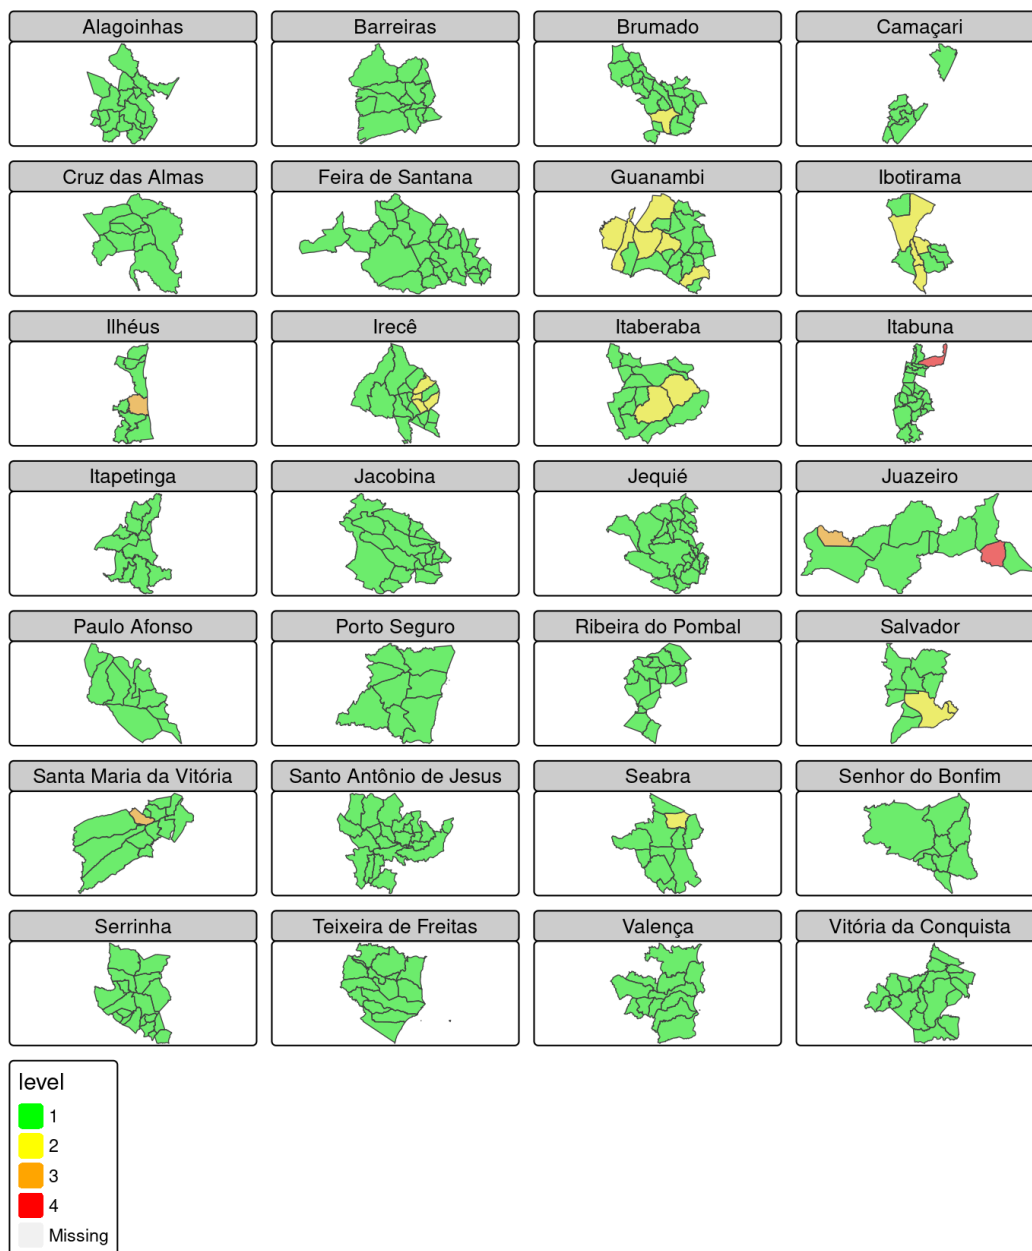 Alagoinhas
Barreiras
Brumado
Camaçari
Cruz das Almas
Feira de Santana
Guanambi
Ibotirama
Ilhéus
Irecê
Itaberaba
Itabuna
Itapetinga
Jacobina
Jequié
Juazeiro
Paulo Afonso
Porto Seguro
Ribeira do Pombal
Salvador
Santa Maria da Vitória
Santo Antônio de Jesus
Seabra
Senhor do Bonfim
Serrinha
Teixeira de Freitas
Valença
Vitória da Conquista
level
1
2
3
4
Missing